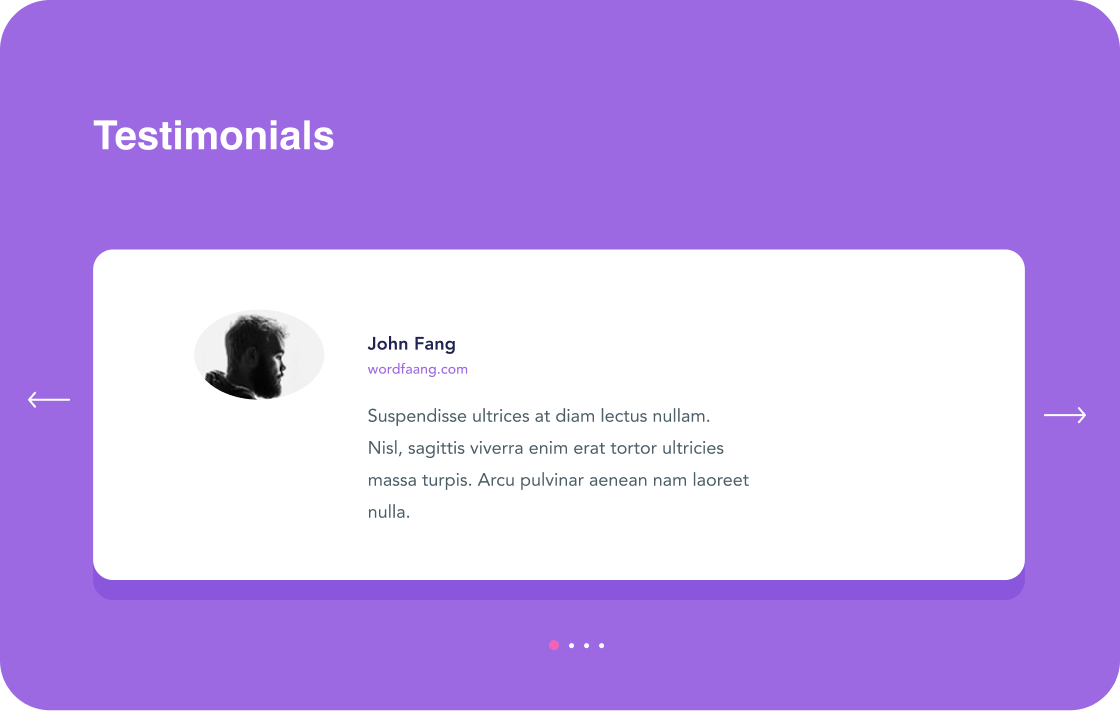 Testimonials
John Fang
wordfaang.com
Suspendisse ultrices at diam lectus nullam.
Nisl, sagittis viverra enim erat tortor ultricies
massa turpis. Arcu pulvinar aenean nam laoreet
nulla.